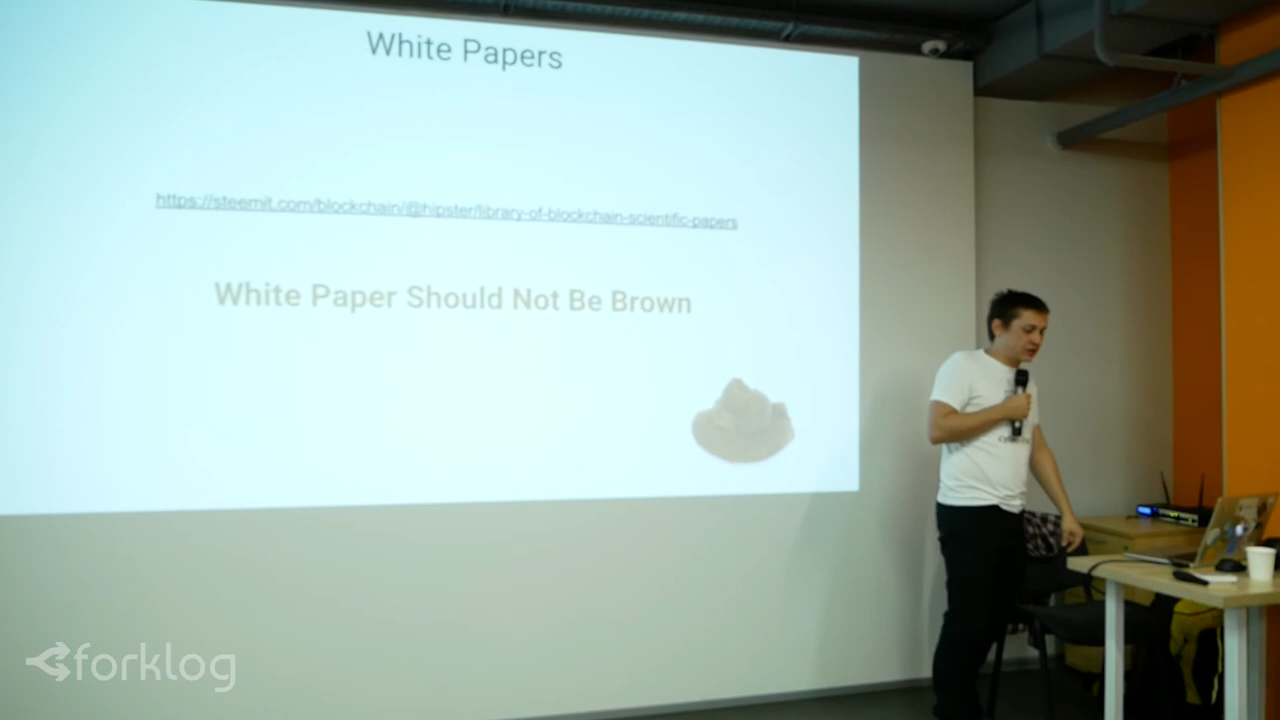 White Papers
https://steemit.com/blockchain/@hipster/library-of-blockchain-scientific-papers
White Paper Should Not Be Brown
forklog